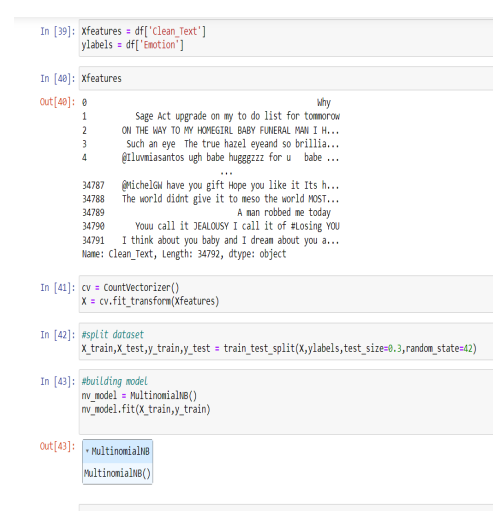 In [39]: Xfeatures = df['Clean_Text']
ylabels = df['Emotion']
In [40]: Xfeatures
Out[40]: 0 Why
1 Sage Act upgrade on my to do list for tommorow
2 ON THE WAY TO MY HOMEGIRL BABY FUNERAL MAN I H...
3 Such an eye The true hazel eyeand so brillia...
4 @Iluvmiasantos ugh babe hugggzzz for u babe ...
...
34787 @MichelGW have you gift Hope you like it Its h...
34788 The world didnt give it to meso the world MOST...
34789 A man robbed me today
34790 Youu call it JEALOUSY I call it of #Losing YOU
34791 I think about you baby and I dream about you a...
Name: Clean_Text, Length: 34792, dtype: object
In [41]: cv = CountVectorizer()
X = cv.fit_transform(Xfeatures)
In [42]: #split dataset
X_train,X_test,y_train,y_test = train_test_split(X,ylabels,test_size=0.3,random_state=42)
In [43]: #building model
nv_model = MultinomialNB()
nv_model.fit(X_train,y_train)
Out[43]: ▾ MultinomialNB
MultinomialNB()